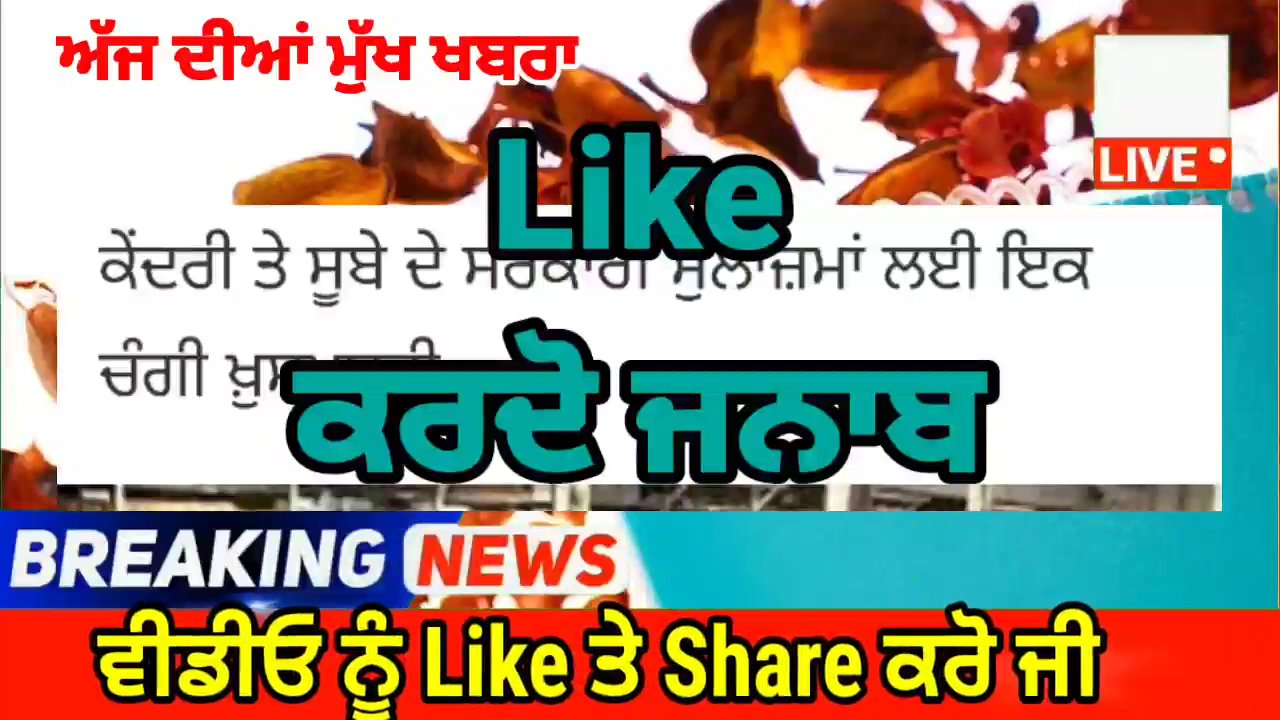 ਅੱਜ ਦੀਆਂ ਮੁੱਖ ਖਬਰਾ
LIVE
Like
ਕੇਂਦਰੀ ਤੇ ਸੂਬੇ ਦੇ ਸਰਕਾਰੀ ਮੁਲਾਜ਼ਮਾਂ ਲਈ ਇਕ
ਚੰਗੀ
ਕਰਦੋ ਜਨਾਬ
BREAKING NEWS
ਵੀਡੀਓ ਨੂੰ Like ਤੇ Share ਕਰੋ ਜੀ